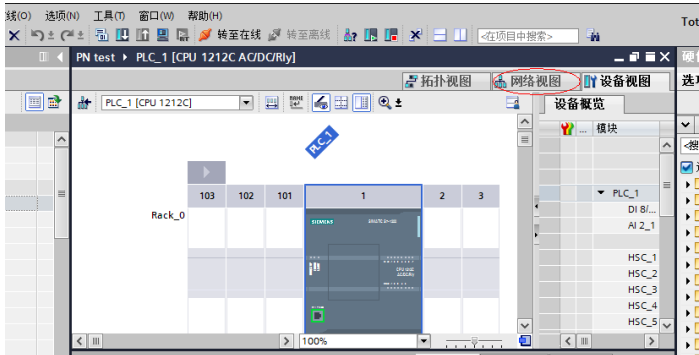 线(O) 选项(N) 工具(T) 窗口(W) 帮助(H)
转至在线 转至离线 <在项目中搜索> Tot
PN test ▸ PLC_1 [CPU 1212C AC/DC/Rly]
拓扑视图 网络视图 设备视图 选项
PLC_1 [CPU 1212C] 设备概览
模块 <搜
PLC_1
103 102 101 1 2 3 PLC_1
Rack_0 SIEMENS DI 8/...
AI 2_1
HSC_1
HSC_2
HSC_3
HSC_4
HSC_5
100%